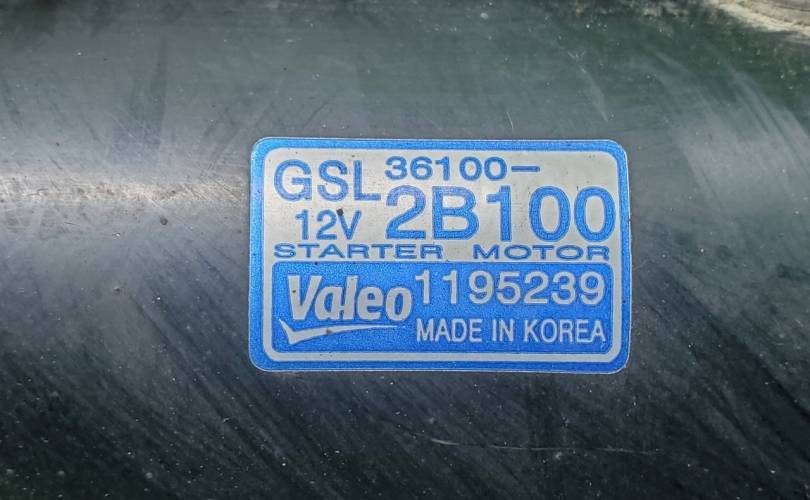 GSL 36100-
12V 2B100
STARTER MOTOR
Valeo 1195239
MADE IN KOREA